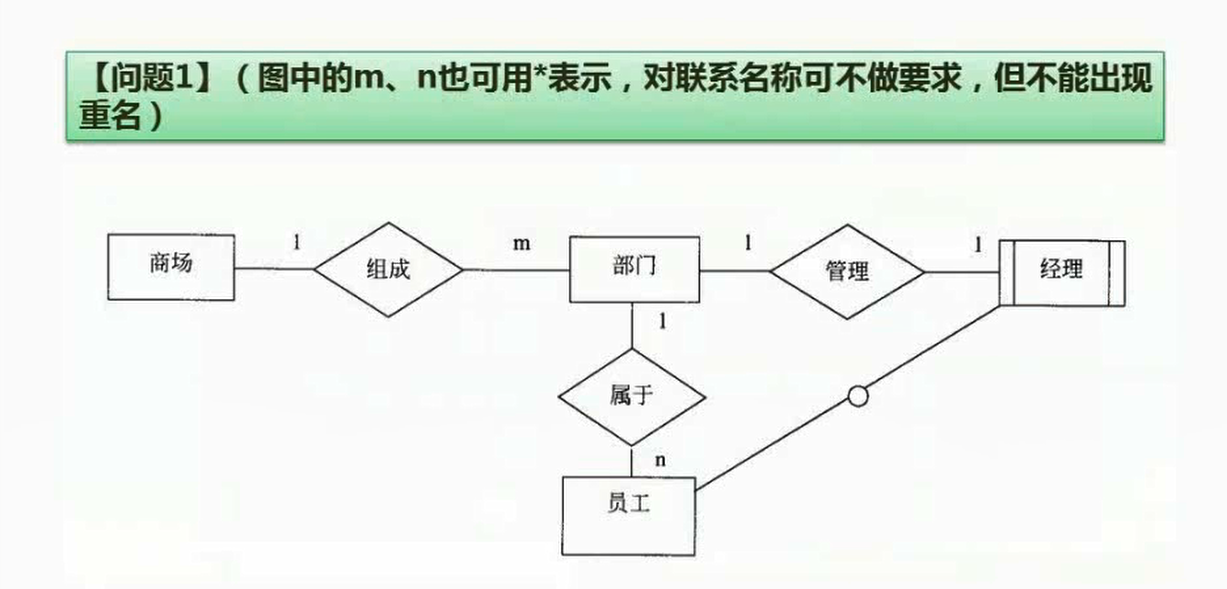 【问题1】（图中的m、n也可用*表示，对联系名称可不做要求，但不能出现
重名）
商场
1
组成
m
部门
1
管理
1
经理
1
属于
n
员工